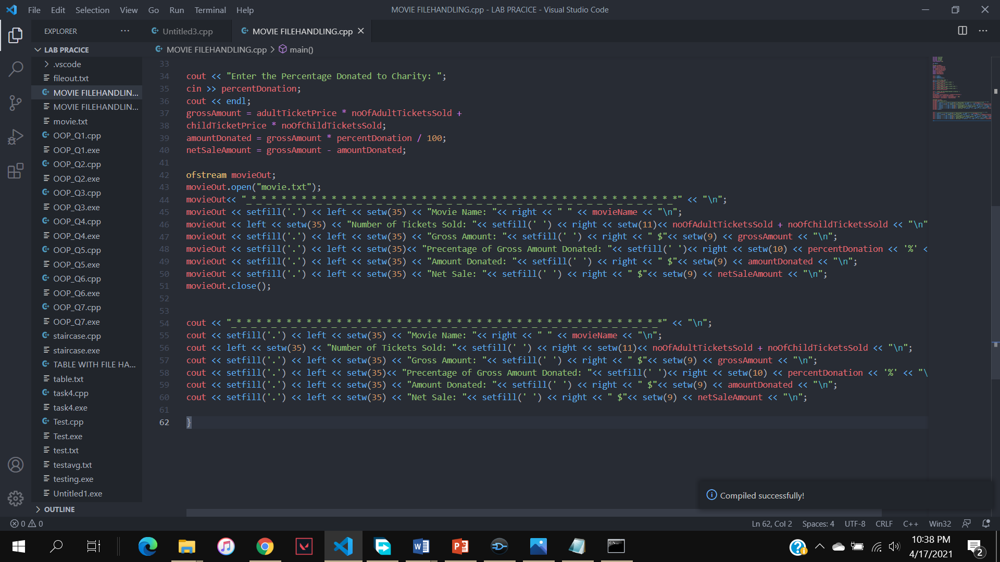 File Edit Selection View Go Run Terminal Help
MOVIE FILEHANDLING.cpp - LAB PRACICE - Visual Studio Code
EXPLORER
Untitled3.cpp
MOVIE FILEHANDLING.cpp
LAB PRACICE
MOVIE FILEHANDLING.cpp > main()
.vscode
fileout.txt
MOVIE FILEHANDLIN...
MOVIE FILEHANDLIN...
movie.txt
OOP_Q1.cpp
OOP_Q1.exe
OOP_Q2.cpp
OOP_Q2.exe
OOP_Q3.cpp
OOP_Q3.exe
OOP_Q4.cpp
OOP_Q4.exe
OOP_Q5.cpp
OOP_Q5.exe
OOP_Q6.cpp
OOP_Q6.exe
OOP_Q7.cpp
OOP_Q7.exe
staircase.cpp
staircase.exe
TABLE WITH FILE HA...
table.txt
task4.cpp
task4.exe
Test.cpp
Test.exe
test.txt
testavg.txt
testing.exe
Untitled1.exe
OUTLINE
33
34 cout << "Enter the Percentage Donated to Charity: ";
35 cin >> percentDonation;
36 cout << endl;
37 grossAmount = adultTicketPrice * noOfAdultTicketsSold +
38 childTicketPrice * noOfChildTicketsSold;
39 amountDonated = grossAmount * percentDonation / 100;
40 netSaleAmount = grossAmount - amountDonated;
41
42 ofstream movieOut;
43 movieOut.open("movie.txt");
44 movieOut<< "_*_*_*_*_*_*_*_*_*_*_*_*_*_*_*_*_*_*_*_*_*_*_*_*_*_*_*_*_*_*_*_*_*_*_*_*_*_*_*_*_*_*_*" << "\n";
45 movieOut << setfill('.') << left << setw(35) << "Movie Name: "<< right << " " << movieName << "\n";
46 movieOut << left << setw(35) << "Number of Tickets Sold: "<< setfill(' ') << right << setw(11)<< noOfAdultTicketsSold + noOfChildTicketsSold << "\n"
47 movieOut << setfill('.') << left << setw(35) << "Gross Amount: "<< setfill(' ') << right << " $"<< setw(9) << grossAmount << "\n";
48 movieOut << setfill('.') << left << setw(35)<< "Precentage of Gross Amount Donated: "<< setfill(' ')<< right << setw(10) << percentDonation << '%' <
49 movieOut << setfill('.') << left << setw(35) << "Amount Donated: "<< setfill(' ') << right << " $"<< setw(9) << amountDonated << "\n";
50 movieOut << setfill('.') << left << setw(35) << "Net Sale: "<< setfill(' ') << right << " $"<< setw(9) << netSaleAmount << "\n";
51 movieOut.close();
52
53
54 cout << "_*_*_*_*_*_*_*_*_*_*_*_*_*_*_*_*_*_*_*_*_*_*_*_*_*_*_*_*_*_*_*_*_*_*_*_*_*_*_*_*_*_*_*" << "\n";
55 cout << setfill('.') << left << setw(35) << "Movie Name: "<< right << " " << movieName << "\n";
56 cout << left << setw(35) << "Number of Tickets Sold: "<< setfill(' ') << right << setw(11)<< noOfAdultTicketsSold + noOfChildTicketsSold << "\n";
57 cout << setfill('.') << left << setw(35) << "Gross Amount: "<< setfill(' ') << right << " $"<< setw(9) << grossAmount << "\n";
58 cout << setfill('.') << left << setw(35)<< "Precentage of Gross Amount Donated: "<< setfill(' ')<< right << setw(10) << percentDonation << '%' << "\
59 cout << setfill('.') << left << setw(35) << "Amount Donated: "<< setfill(' ') << right << " $"<< setw(9) << amountDonated << "\n";
60 cout << setfill('.') << left << setw(35) << "Net Sale: "<< setfill(' ') << right << " $"<< setw(9) << netSaleAmount << "\n";
61
62 }
Compiled successfully!
0 0
Ln 62, Col 2 Spaces: 4 UTF-8 CRLF C++ Win32
10:38 PM
4/17/2021
2